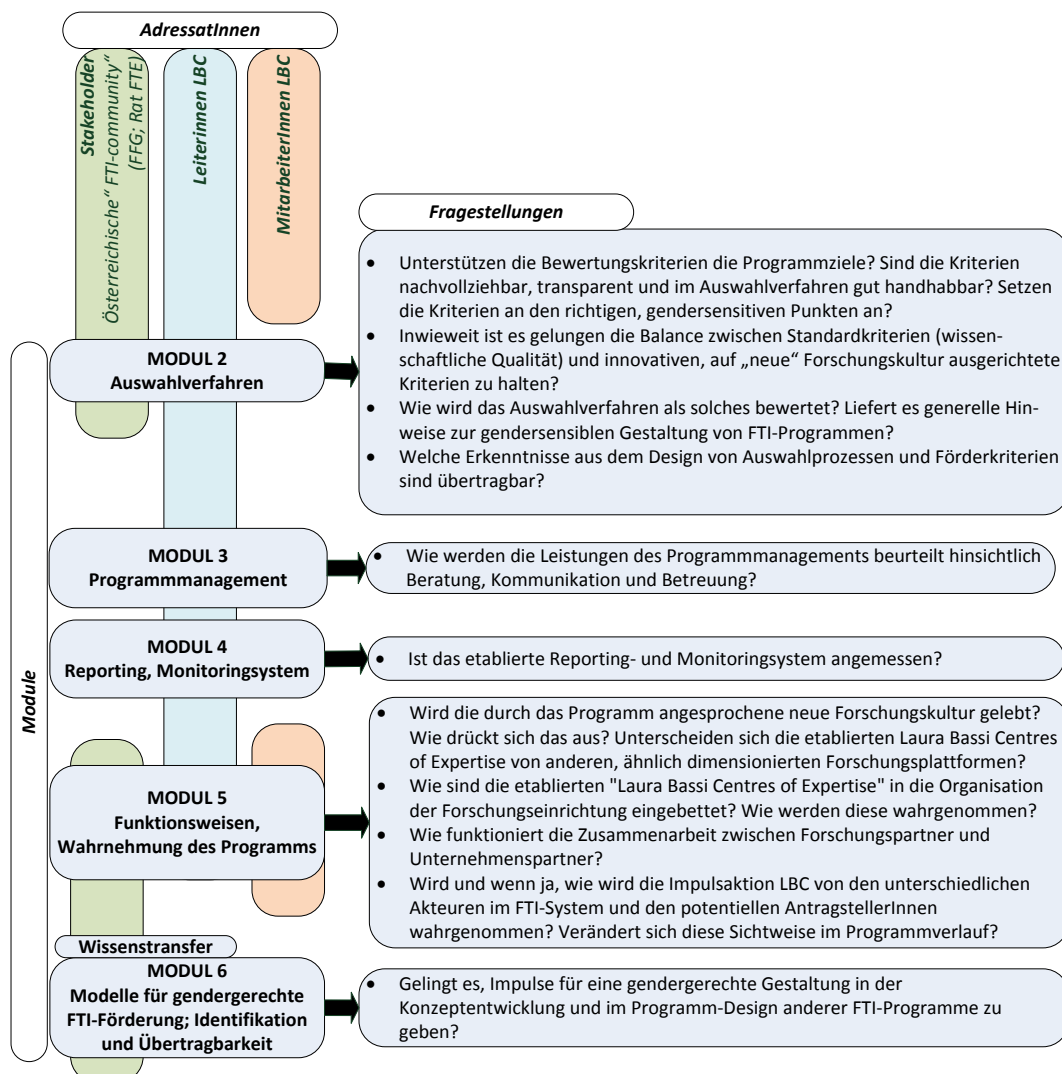 AdressatInnen
Stakeholder
Österreichische" FTI-community"
(FFG; Rat FTE)
Leiterinnen LBC
MitarbeiterInnen LBC
Fragestellungen
Module
MODUL 2
Auswahlverfahren
• Unterstützen die Bewertungskriterien die Programmziele? Sind die Kriterien
nachvollziehbar, transparent und im Auswahlverfahren gut handhabbar? Setzen
die Kriterien an den richtigen, gendersensitiven Punkten an?
• Inwieweit ist es gelungen die Balance zwischen Standardkriterien (wissen-
schaftliche Qualität) und innovativen, auf „neue“ Forschungskultur ausgerichtete
Kriterien zu halten?
• Wie wird das Auswahlverfahren als solches bewertet? Liefert es generelle Hin-
weise zur gendersensiblen Gestaltung von FTI-Programmen?
• Welche Erkenntnisse aus dem Design von Auswahlprozessen und Förderkriterien
sind übertragbar?
MODUL 3
Programmmanagement
• Wie werden die Leistungen des Programmmanagements beurteilt hinsichtlich
Beratung, Kommunikation und Betreuung?
MODUL 4
Reporting, Monitoringsystem
• Ist das etablierte Reporting- und Monitoringsystem angemessen?
MODUL 5
Funktionsweisen,
Wahrnehmung des Programms
• Wird die durch das Programm angesprochene neue Forschungskultur gelebt?
Wie drückt sich das aus? Unterscheiden sich die etablierten Laura Bassi Centres
of Expertise von anderen, ähnlich dimensionierten Forschungsplattformen?
• Wie sind die etablierten "Laura Bassi Centres of Expertise" in die Organisation
der Forschungseinrichtung eingebettet? Wie werden diese wahrgenommen?
• Wie funktioniert die Zusammenarbeit zwischen Forschungspartner und
Unternehmenspartner?
• Wird und wenn ja, wie wird die Impulsaktion LBC von den unterschiedlichen
Akteuren im FTI-System und den potentiellen AntragstellerInnen
wahrgenommen? Verändert sich diese Sichtweise im Programmverlauf?
Wissenstransfer
MODUL 6
Modelle für gendergerechte
FTI-Förderung; Identifikation
und Übertragbarkeit
• Gelingt es, Impulse für eine gendergerechte Gestaltung in der
Konzeptentwicklung und im Programm-Design anderer FTI-Programme zu
geben?